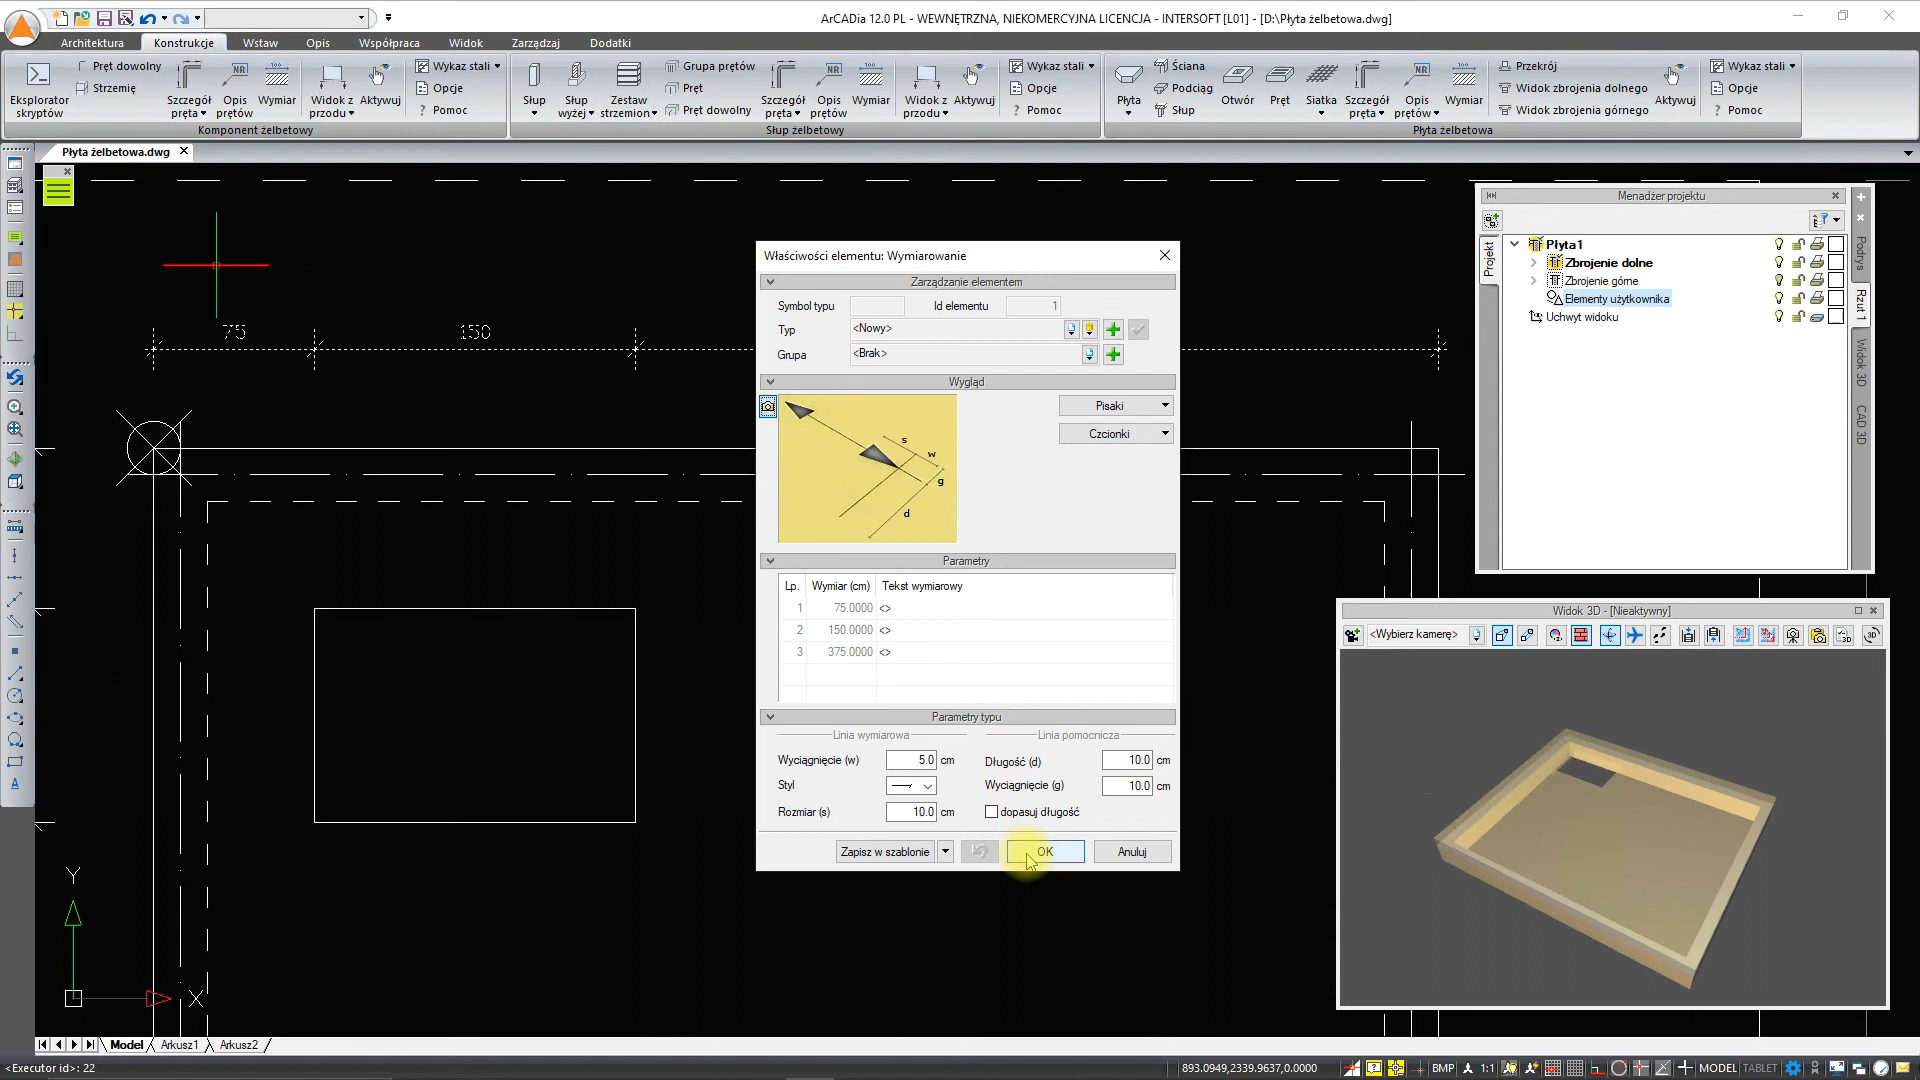 ArCADia 12.0 PL - WEWNĘTRZNA, NIEKOMERCYJNA LICENCJA - INTERSOFT [L01] - [D:\Płyta żelbetowa.dwg]
Architektura Konstrukcje Wstaw Opis Współpraca Widok Zarządzaj Dodatki
Eksplorator skryptów
Pręt dowolny
Strzemię
Szczegół pręta
Opis prętów
Wymiar
Widok z przodu
Aktywuj
Wykaz stali
Opcje
Pomoc
Komponent żelbetowy
Słup
Słup wyżej
Zestaw strzemion
Grupa prętów
Pręt
Pręt dowolny
Szczegół pręta
Opis prętów
Wymiar
Widok z przodu
Aktywuj
Wykaz stali
Opcje
Pomoc
Słup żelbetowy
Płyta
Ściana
Podciąg
Słup
Otwór
Pręt
Siatka
Szczegół pręta
Opis prętów
Wymiar
Przekrój
Widok zbrojenia dolnego
Widok zbrojenia górnego
Aktywuj
Wykaz stali
Opcje
Pomoc
Płyta żelbetowa
Płyta żelbetowa.dwg
75 150
Właściwości elementu: Wymiarowanie
Zarządzanie elementem
Symbol typu Id elementu 1
Typ <Nowy>
Grupa <Brak>
Wygląd
Pisaki
Czcionki
s
w
g
d
Parametry
Lp. Wymiar (cm) Tekst wymiarowy
1 75.0000 <>
2 150.0000 <>
3 375.0000 <>
Parametry typu
Linia wymiarowa Linia pomocnicza
Wyciągnięcie (w) 5.0 cm Długość (d) 10.0 cm
Styl Wyciągnięcie (g) 10.0 cm
Rozmiar (s) 10.0 cm dopasuj długość
Zapisz w szablonie OK Anuluj
Menadżer projektu
Projekt
Płyta1
Zbrojenie dolne
Zbrojenie górne
Elementy użytkownika
Uchwyt widoku
Podrys
Rzut 1
Widok 3D
CAD 3D
Widok 3D - [Nieaktywny]
<Wybierz kamerę>
Y
X
Model Arkusz1 Arkusz2
<Executor id>: 22
893.0949,2339.9637,0.0000 BMP 1:1 MODEL TABLET